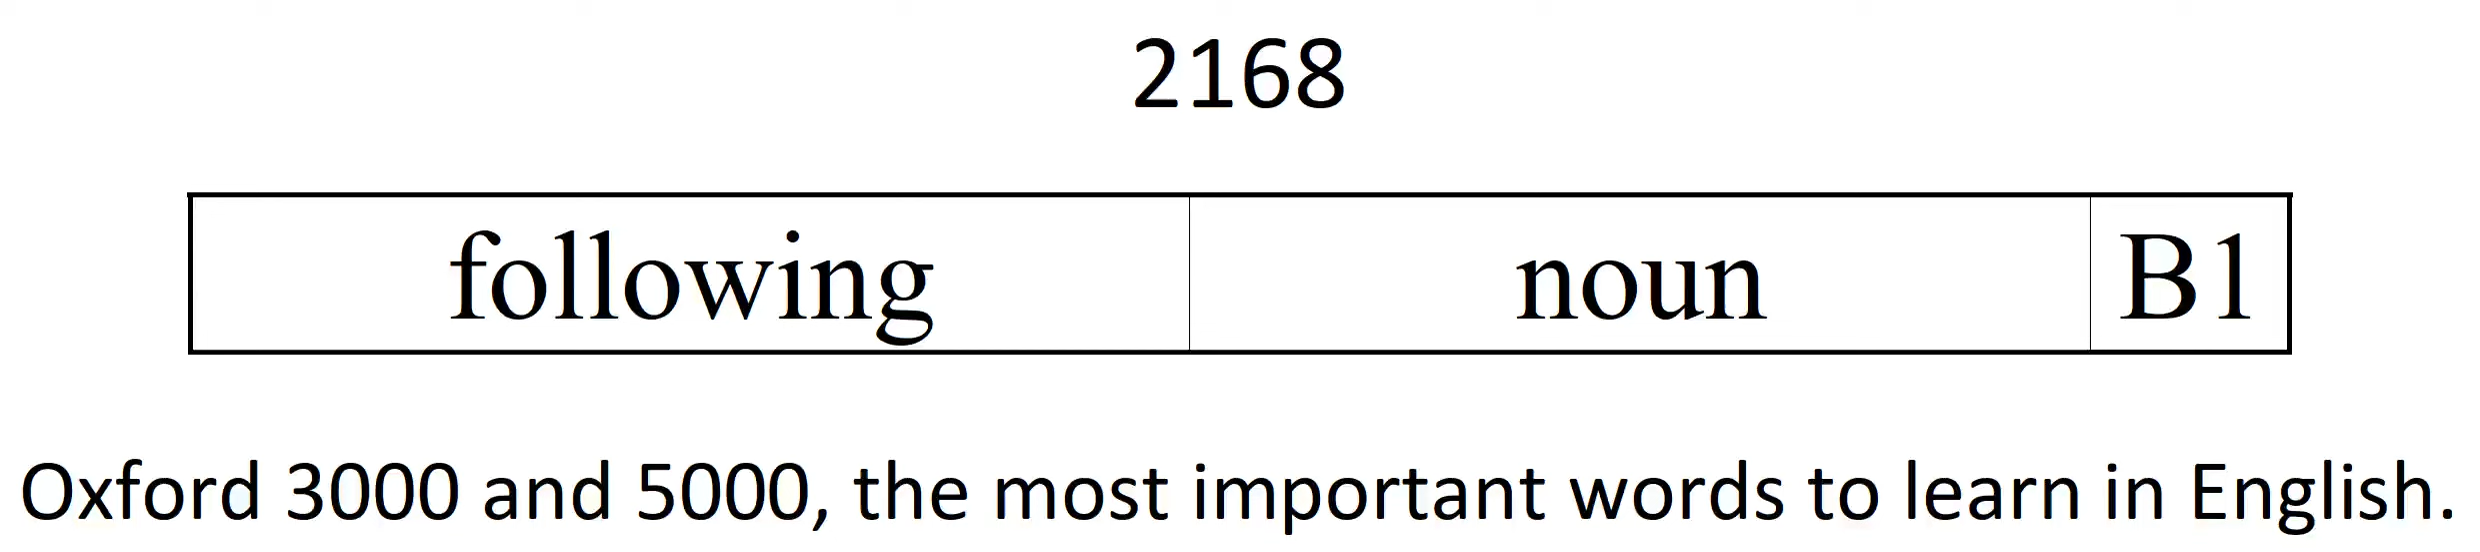 2168
following noun B1
Oxford 3000 and 5000, the most important words to learn in English.